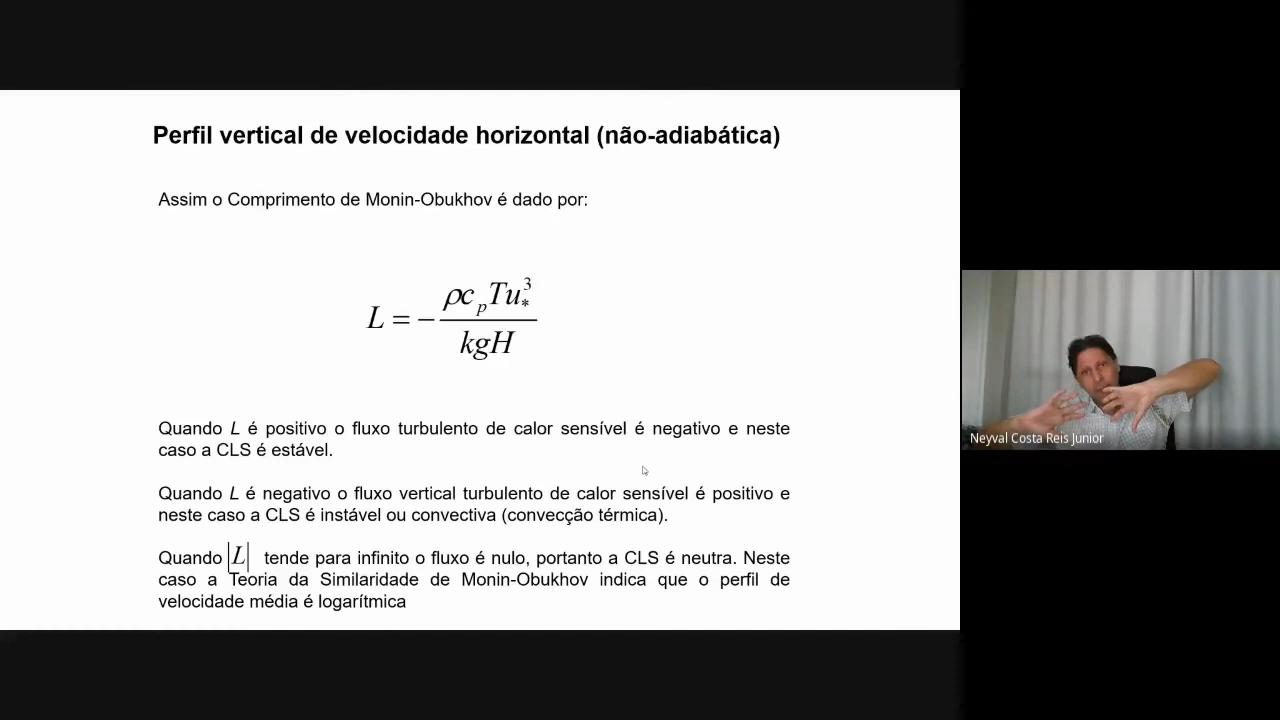 Perfil vertical de velocidade horizontal (não-adiabática)
Assim o Comprimento de Monin-Obukhov é dado por:
L = − ρc_pTu_*^3 / kgH
Quando L é positivo o fluxo turbulento de calor sensível é negativo e neste
caso a CLS é estável.
Quando L é negativo o fluxo vertical turbulento de calor sensível é positivo e
neste caso a CLS é instável ou convectiva (convecção térmica).
Quando |L| tende para infinito o fluxo é nulo, portanto a CLS é neutra. Neste
caso a Teoria da Similaridade de Monin-Obukhov indica que o perfil de
velocidade média é logarítmica
Neyval Costa Reis Junior